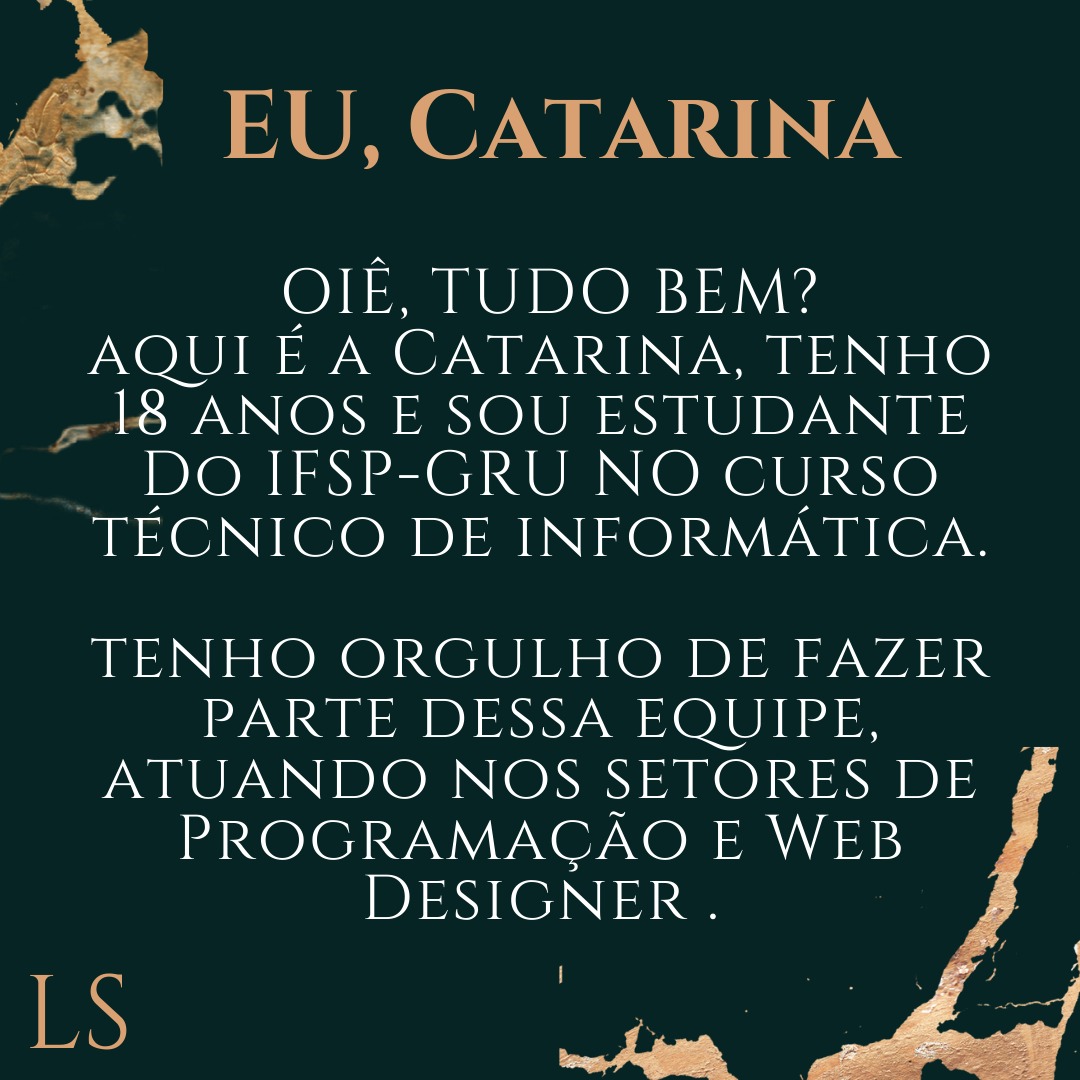 EU, Catarina
OIÊ, TUDO BEM?
aqui é a Catarina, tenho
18 anos e sou estudante
Do IFSP-GRU NO curso
técnico de informática.
tenho orgulho de fazer
parte dessa equipe,
atuando nos setores de
Programação e Web
Designer .
LS